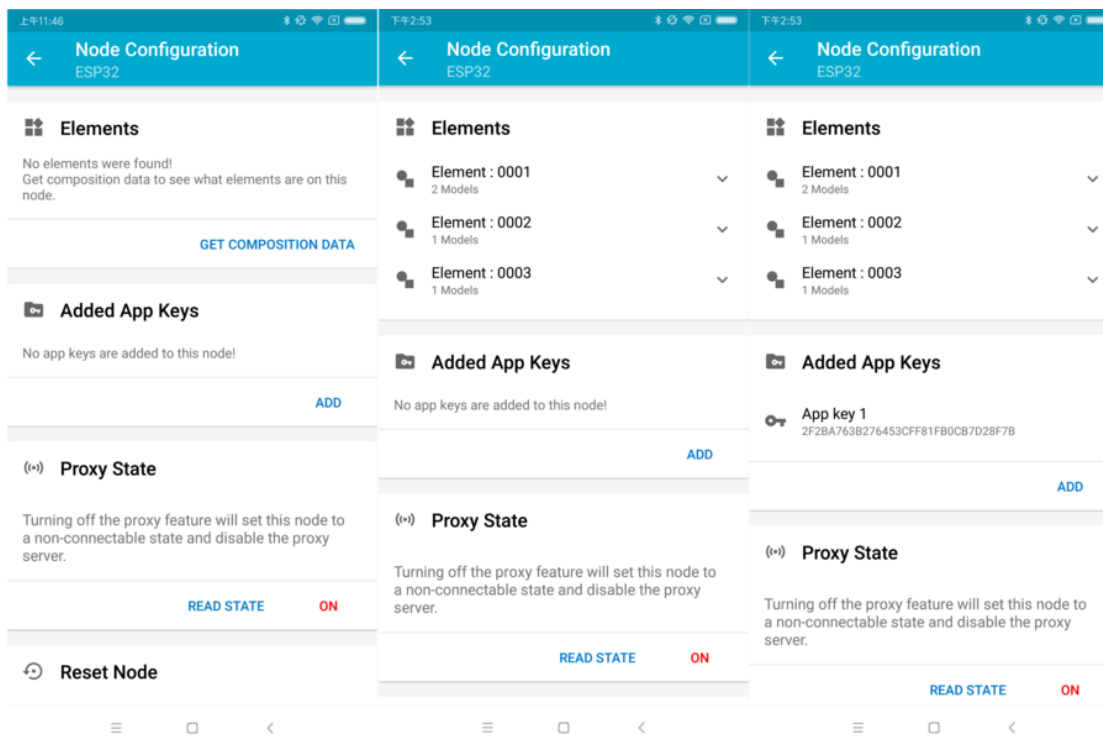 上午11:46
Node Configuration
ESP32
Elements
No elements were found!
Get composition data to see what elements are on this
node.
GET COMPOSITION DATA
Added App Keys
No app keys are added to this node!
ADD
Proxy State
Turning off the proxy feature will set this node to
a non-connectable state and disable the proxy
server.
READ STATE ON
Reset Node
下午2:53
Node Configuration
ESP32
Elements
Element : 0001
2 Models
Element : 0002
1 Models
Element : 0003
1 Models
Added App Keys
No app keys are added to this node!
ADD
Proxy State
Turning off the proxy feature will set this node to
a non-connectable state and disable the proxy
server.
READ STATE ON
下午2:53
Node Configuration
ESP32
Elements
Element : 0001
2 Models
Element : 0002
1 Models
Element : 0003
1 Models
Added App Keys
App key 1
2F2BA763B276453CFF81FB0CB7D28F7B
ADD
Proxy State
Turning off the proxy feature will set this node to
a non-connectable state and disable the proxy
server.
READ STATE ON